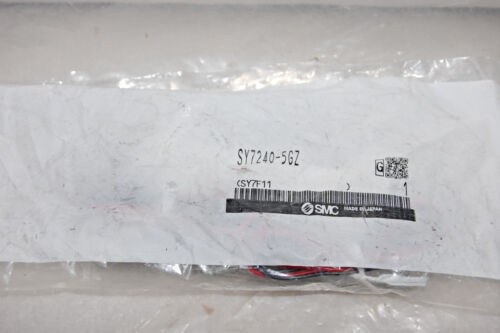 SY7240-5GZ
G
(SY7F11 ) 1
SMC MADE IN JAPAN